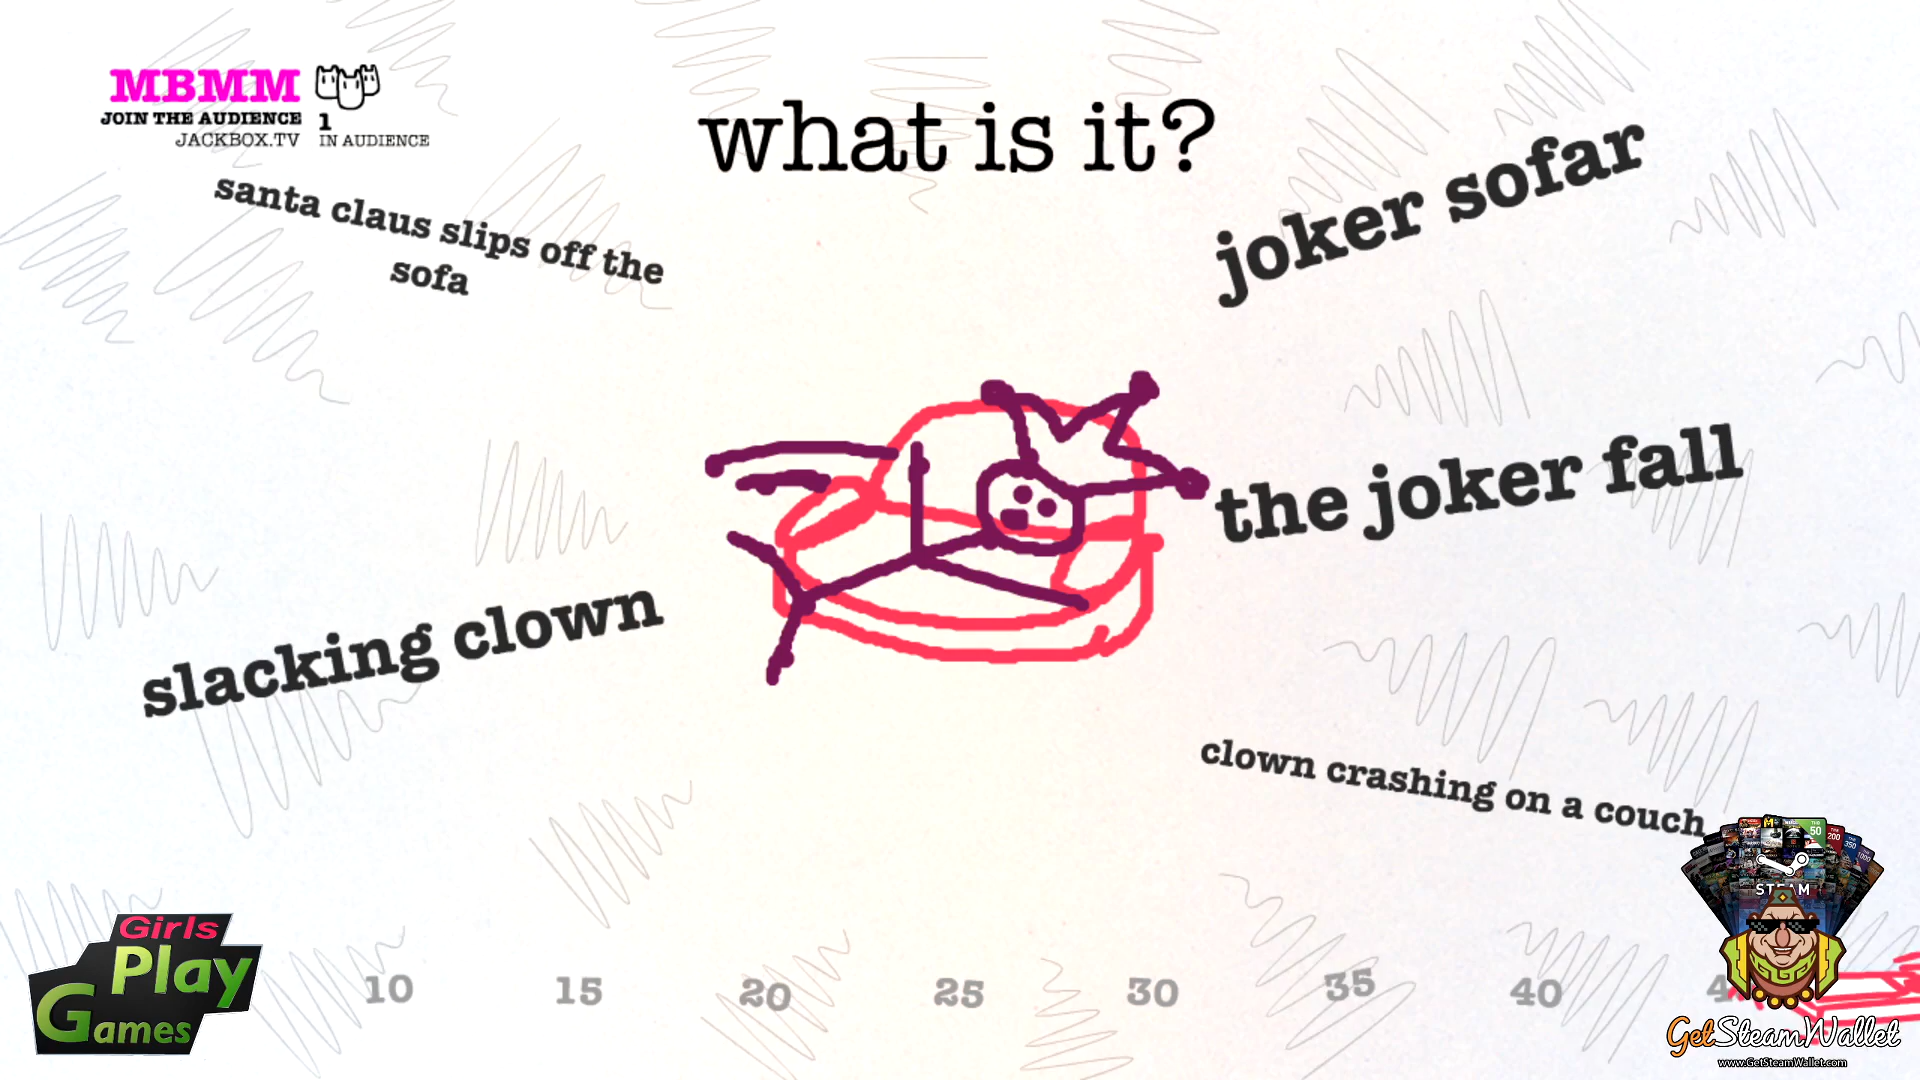 MBMM
JOIN THE AUDIENCE
JACKBOX.TV
1
IN AUDIENCE
what is it?
santa claus slips off the
sofa
joker sofar
the joker fall
slacking clown
clown crashing on a couch
10 15 20 25 30 35 40
Girls
Play
Games
STEAM
GetSteamWallet
www.GetSteamWallet.com